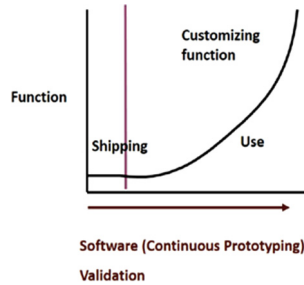 Customizing
function
Function
Shipping
Use
Software (Continuous Prototyping)
Validation